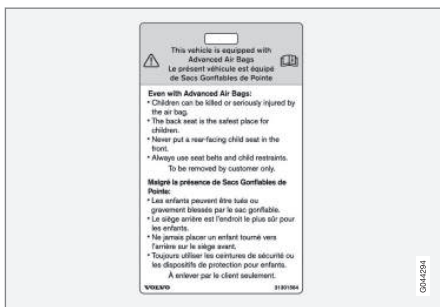 This vehicle is equipped with
Advanced Air Bags
Le présent véhicule est équipé
de Sacs Gonflables de Pointe
Even with Advanced Air Bags:
• Children can be killed or seriously injured by
the air bag.
• The back seat is the safest place for
children.
• Never put a rear-facing child seat in the
front.
• Always use seat belts and child restraints.
To be removed by customer only.
Malgré la présence de Sacs Gonflables de
Pointe:
• Les enfants peuvent être tués ou
gravement blessés par le sac gonflable.
• Le siège arrière est l'endroit le plus sûr pour
les enfants.
• Ne jamais placer un enfant tourné vers
l'arrière sur le siège avant.
• Toujours utiliser les ceintures de sécurité ou
les dispositifs de protection pour enfants.
À enlever par le client seulement.
VOLVO 31301564
G044294